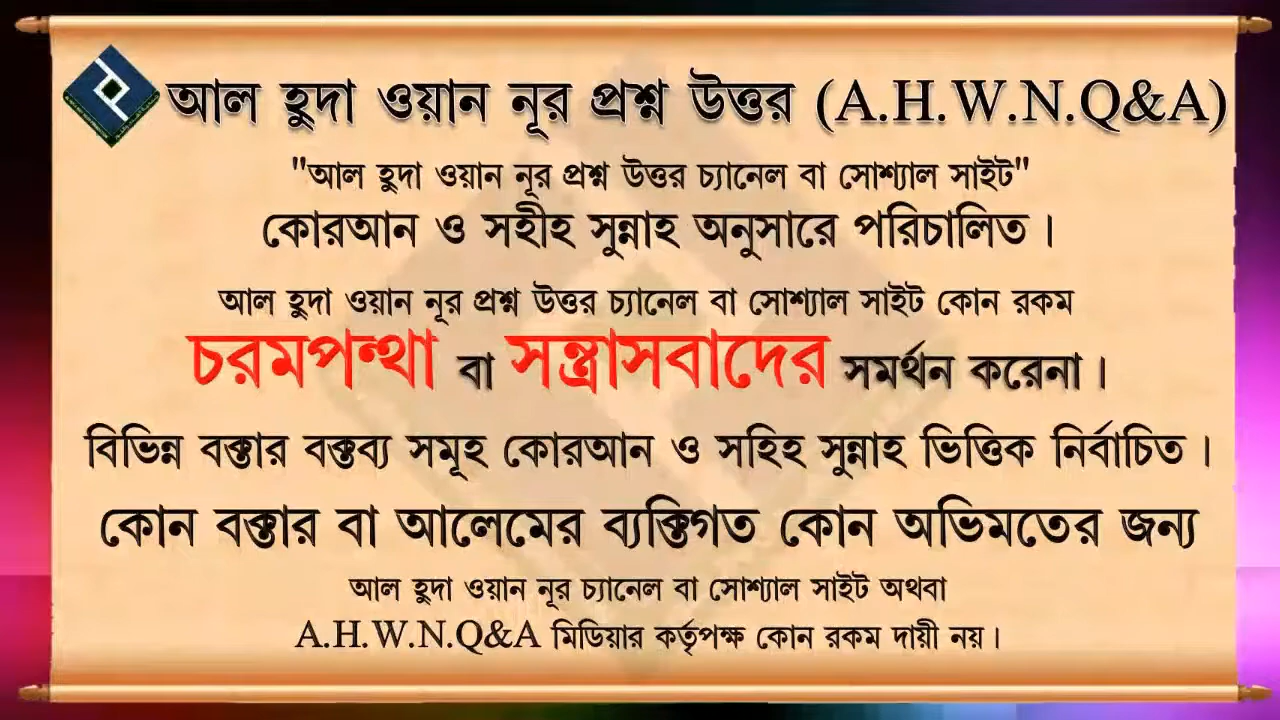 আল হুদা ওয়ান নূর প্রশ্ন উত্তর (A.H.W.N.Q&A)
"আল হুদা ওয়ান নূর প্রশ্ন উত্তর চ্যানেল বা সোশ্যাল সাইট"
কোরআন ও সহীহ সুন্নাহ অনুসারে পরিচালিত।
আল হুদা ওয়ান নূর প্রশ্ন উত্তর চ্যানেল বা সোশ্যাল সাইট কোন রকম
চরমপন্থা বা সন্ত্রাসবাদের সমর্থন করেনা।
বিভিন্ন বক্তার বক্তব্য সমূহ কোরআন ও সহিহ সুন্নাহ ভিত্তিক নির্বাচিত।
কোন বক্তার বা আলেমের ব্যক্তিগত কোন অভিমতের জন্য
আল হুদা ওয়ান নূর চ্যানেল বা সোশ্যাল সাইট অথবা
A.H.W.N.Q&A মিডিয়ার কর্তৃপক্ষ কোন রকম দায়ী নয়।